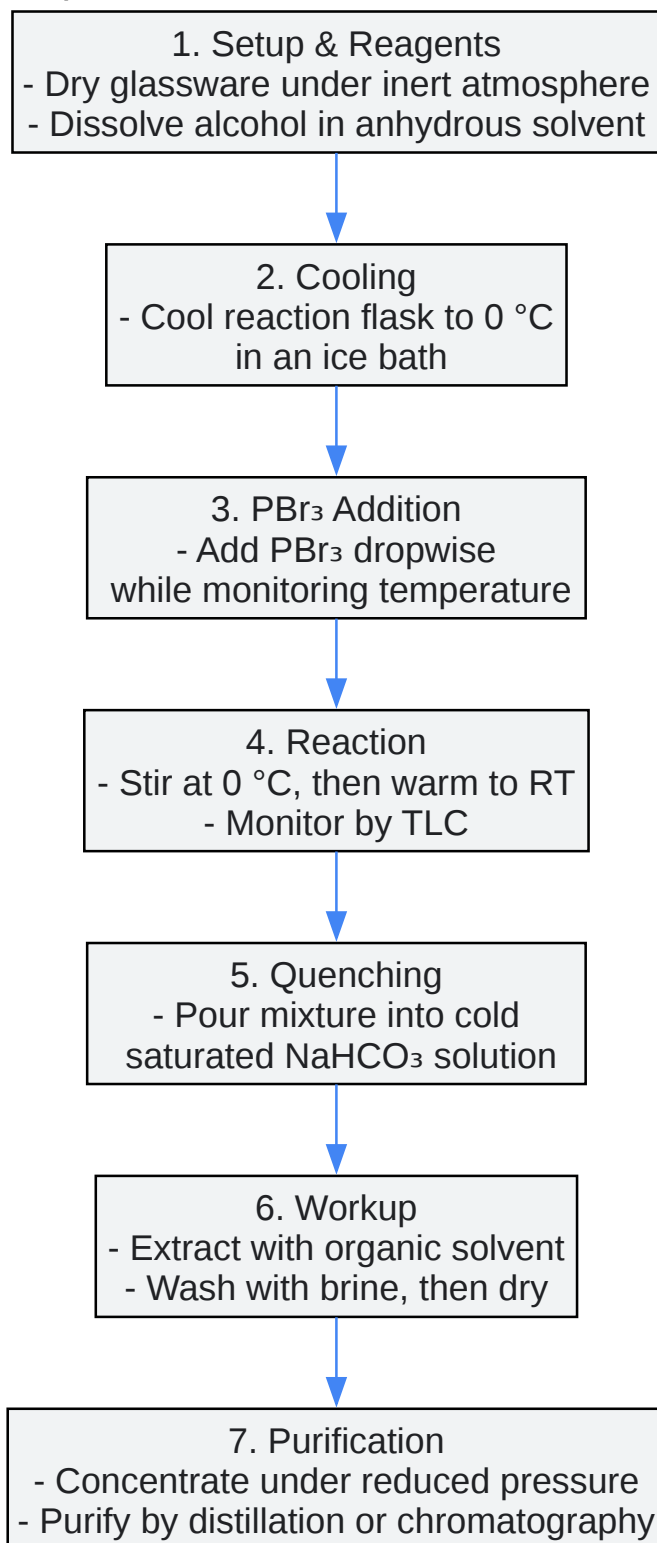 1. Setup & Reagents
- Dry glassware under inert atmosphere
- Dissolve alcohol in anhydrous solvent
2. Cooling
- Cool reaction flask to 0 °C
in an ice bath
3. PBr₃ Addition
- Add PBr₃ dropwise
while monitoring temperature
4. Reaction
- Stir at 0 °C, then warm to RT
- Monitor by TLC
5. Quenching
- Pour mixture into cold
saturated NaHCO₃ solution
6. Workup
- Extract with organic solvent
- Wash with brine, then dry
7. Purification
- Concentrate under reduced pressure
- Purify by distillation or chromatography